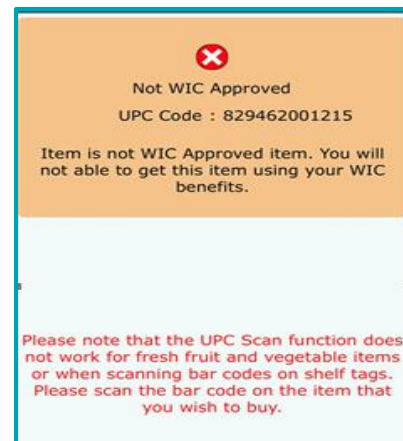 Not WIC Approved
UPC Code : 829462001215
Item is not WIC Approved item. You will
not able to get this item using your WIC
benefits.
Please note that the UPC Scan function does
not work for fresh fruit and vegetable items
or when scanning bar codes on shelf tags.
Please scan the bar code on the item that
you wish to buy.